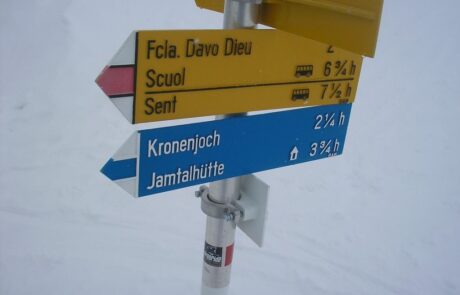 Fcla. Davo Dieu 2
Scuol 6 ¾ h
Sent 7 ½ h
Kronenjoch 2 ¼ h
Jamtalhütte 3 ¾ h